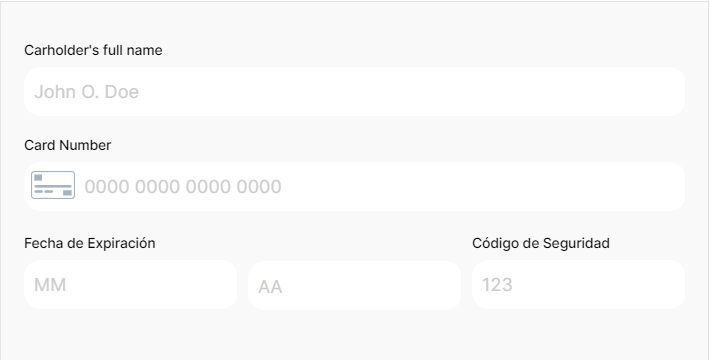 Carholder's full name
John O. Doe
Card Number
0000 0000 0000 0000
Fecha de Expiración
Código de Seguridad
MM
AA
123